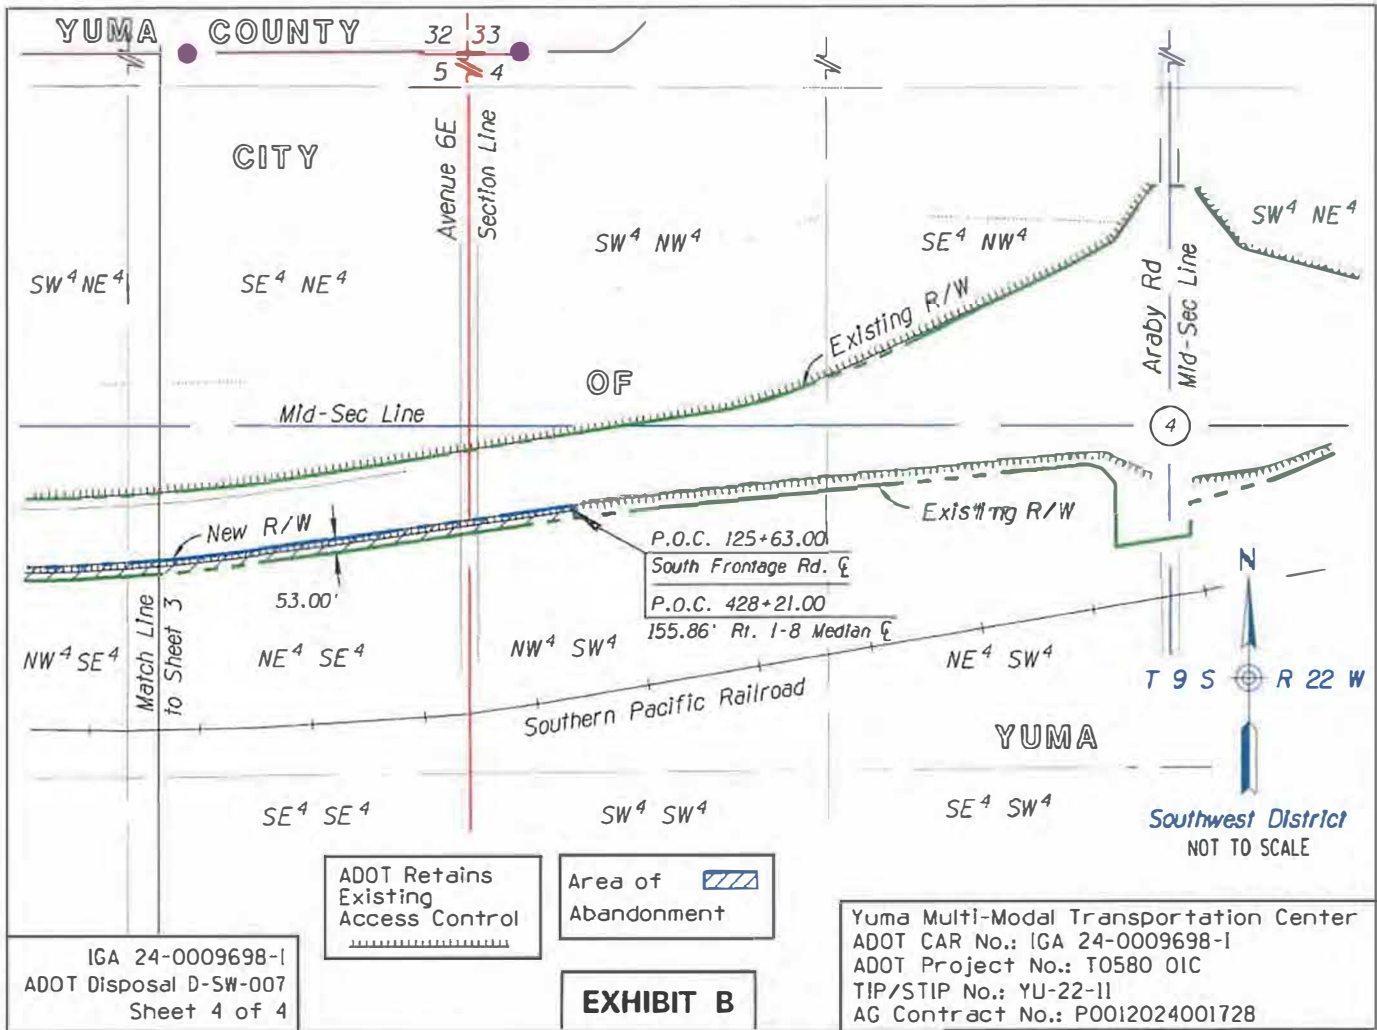 YUMA COUNTY
32 33
5 4
CITY
Avenue 6E
Section Line
SW⁴ NW⁴
SE⁴ NW⁴
SW⁴ NE⁴
SW⁴ NE⁴
SE⁴ NE⁴
Existing R/W
Araby Rd
Mid-Sec Line
OF
Mid-Sec Line
4
New R/W
Existing R/W
P.O.C. 125+63.00
South Frontage Rd. ℄
P.O.C. 428+21.00
155.86' Rt. I-8 Median ℄
53.00'
N
Match Line
to Sheet 3
NW⁴ SE⁴
NE⁴ SE⁴
NW⁴ SW⁴
NE⁴ SW⁴
T 9 S R 22 W
Southern Pacific Railroad
YUMA
SE⁴ SE⁴
SW⁴ SW⁴
SE⁴ SW⁴
Southwest District
NOT TO SCALE
ADOT Retains
Existing
Access Control
Area of
Abandonment
IGA 24-0009698-I
ADOT Disposal D-SW-007
Sheet 4 of 4
EXHIBIT B
Yuma Multi-Modal Transportation Center
ADOT CAR No.: IGA 24-0009698-I
ADOT Project No.: T0580 01C
TIP/STIP No.: YU-22-11
AG Contract No.: P0012024001728